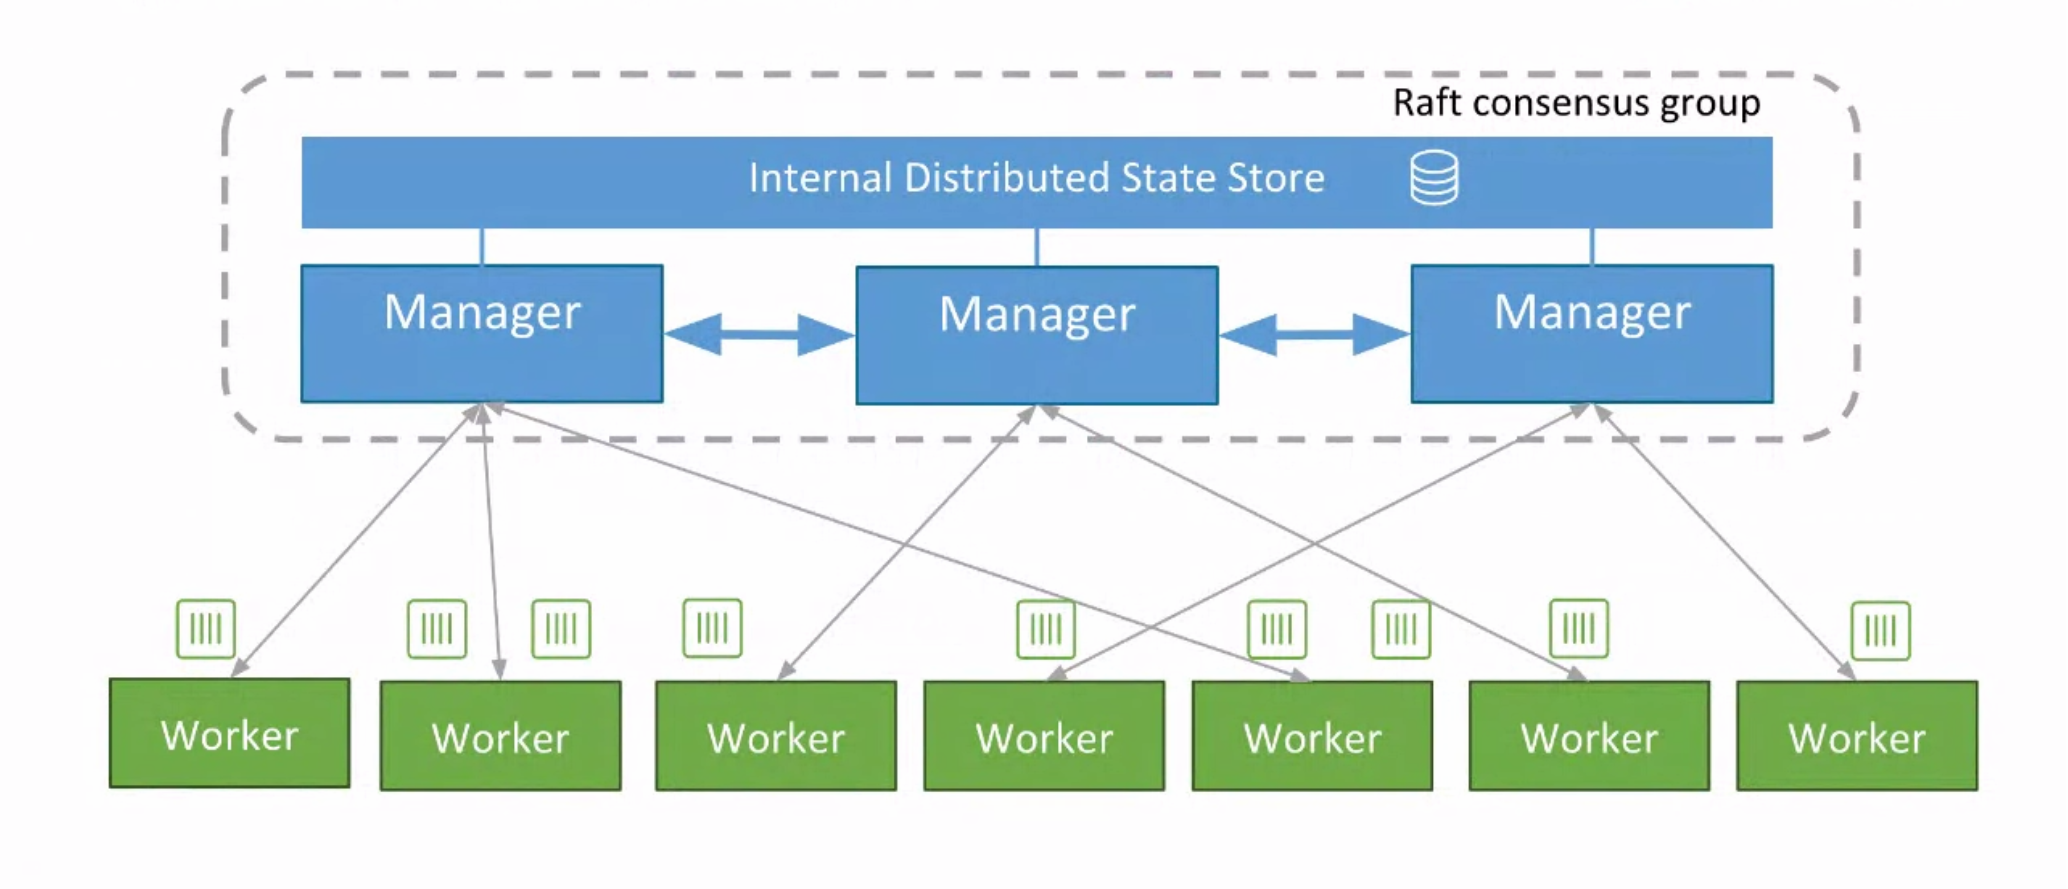 Raft consensus group
Internal Distributed State Store
Manager
Manager
Manager
Worker
Worker
Worker
Worker
Worker
Worker
Worker